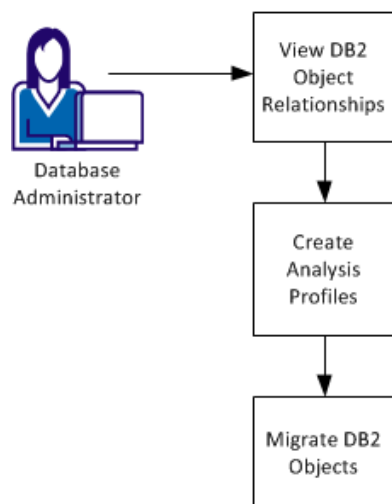 View DB2
Object
Relationships
Database
Administrator
Create
Analysis
Profiles
Migrate DB2
Objects